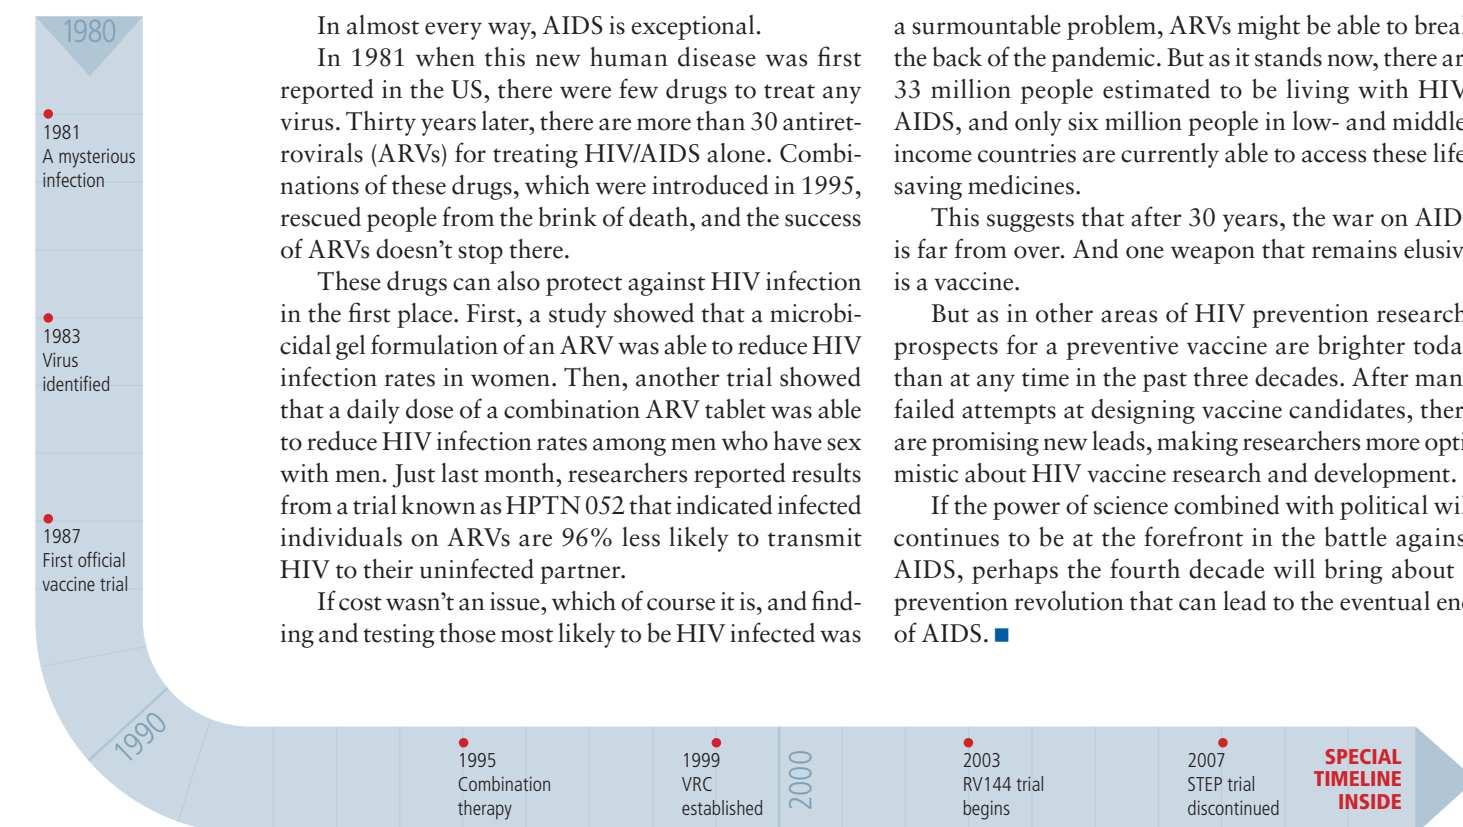 1980
1981
A mysterious
infection
1983
Virus
identified
1987
First official
vaccine trial
1990
In almost every way, AIDS is exceptional.
In 1981 when this new human disease was first
reported in the US, there were few drugs to treat any
virus. Thirty years later, there are more than 30 antiret-
rovirals (ARVs) for treating HIV/AIDS alone. Combi-
nations of these drugs, which were introduced in 1995,
rescued people from the brink of death, and the success
of ARVs doesn't stop there.
These drugs can also protect against HIV infection
in the first place. First, a study showed that a microbi-
cidal gel formulation of an ARV was able to reduce HIV
infection rates in women. Then, another trial showed
that a daily dose of a combination ARV tablet was able
to reduce HIV infection rates among men who have sex
with men. Just last month, researchers reported results
from a trial known as HPTN 052 that indicated infected
individuals on ARVs are 96% less likely to transmit
HIV to their uninfected partner.
If cost wasn't an issue, which of course it is, and find-
ing and testing those most likely to be HIV infected was
a surmountable problem, ARVs might be able to break
the back of the pandemic. But as it stands now, there ar
33 million people estimated to be living with HIV
AIDS, and only six million people in low- and middle
income countries are currently able to access these life
saving medicines.
This suggests that after 30 years, the war on AID
is far from over. And one weapon that remains elusiv
is a vaccine.
But as in other areas of HIV prevention research
prospects for a preventive vaccine are brighter toda
than at any time in the past three decades. After man
failed attempts at designing vaccine candidates, ther
are promising new leads, making researchers more opti
mistic about HIV vaccine research and development.
If the power of science combined with political wil
continues to be at the forefront in the battle agains
AIDS, perhaps the fourth decade will bring about
prevention revolution that can lead to the eventual en
of AIDS. ■
1995
Combination
therapy
1999
VRC
established
2000
2003
RV144 trial
begins
2007
STEP trial
discontinued
SPECIAL
TIMELINE
INSIDE